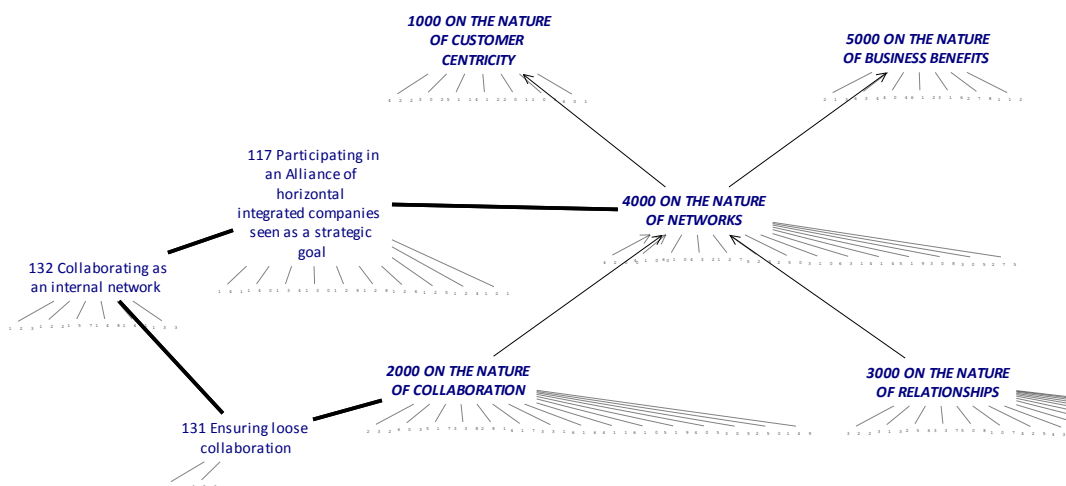 1000 ON THE NATURE
OF CUSTOMER
CENTRICITY
5000 ON THE NATURE
OF BUSINESS BENEFITS
117 Participating in
an Alliance of
horizontal
integrated companies
seen as a strategic
goal
4000 ON THE NATURE
OF NETWORKS
132 Collaborating as
an internal network
2000 ON THE NATURE
OF COLLABORATION
3000 ON THE NATURE
OF RELATIONSHIPS
131 Ensuring loose
collaboration